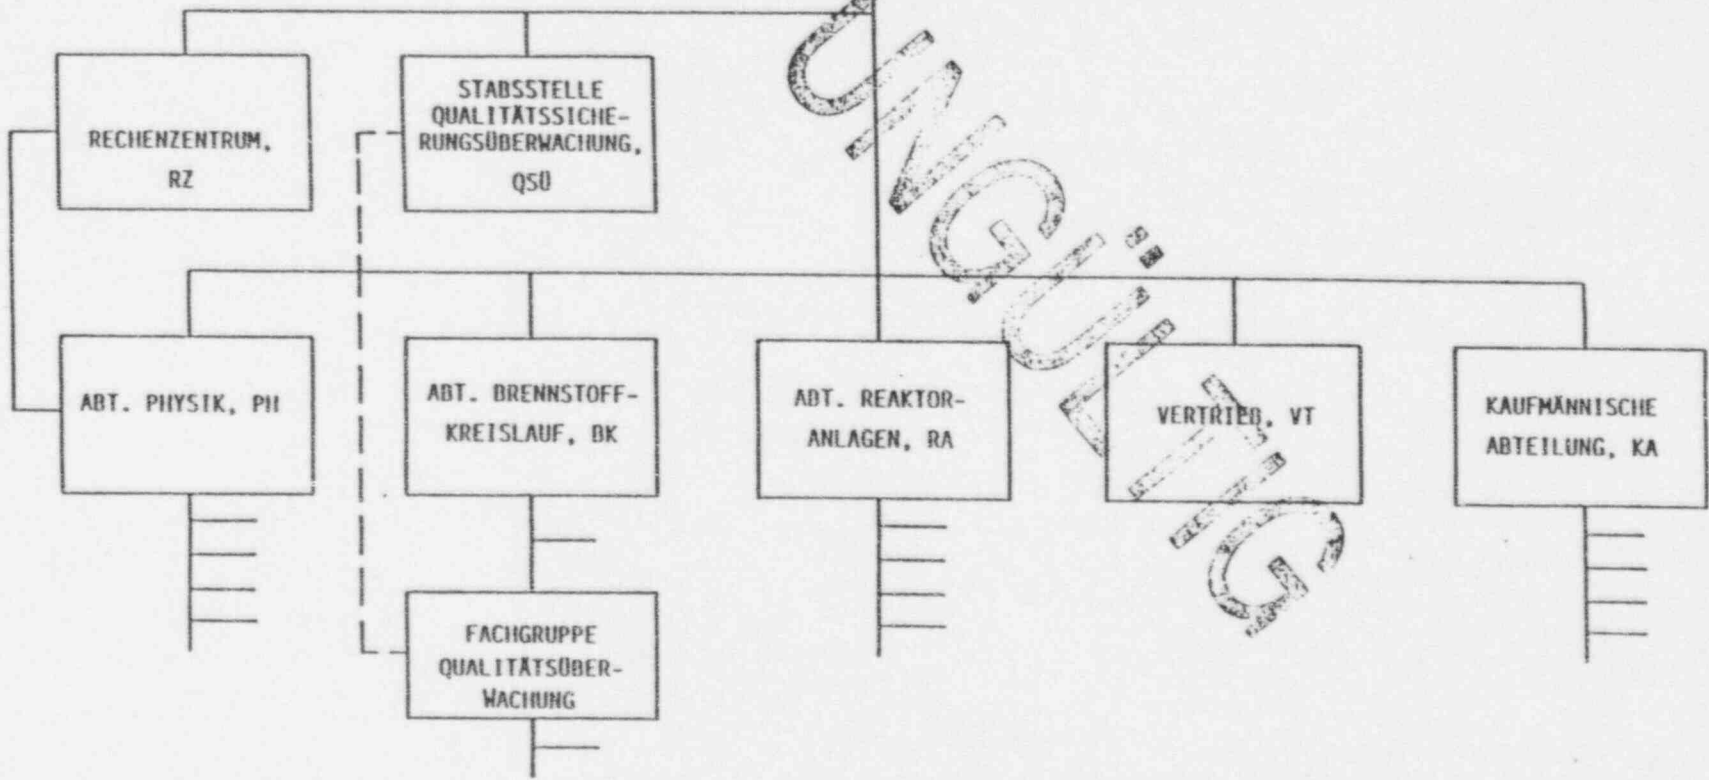 RECHENZENTRUM,
RZ
STABSSTELLE
QUALITÄTSSICHE-
RUNGSÜBERWACHUNG,
QSÜ
UNGÜLTIG
ABT. PHYSIK, PH
ABT. BRENNSTOFF-
KREISLAUF, BK
ABT. REAKTOR-
ANLAGEN, RA
VERTRIEB, VT
KAUFMÄNNISCHE
ABTEILUNG, KA
FACHGRUPPE
QUALITÄTSÜBER-
WACHUNG